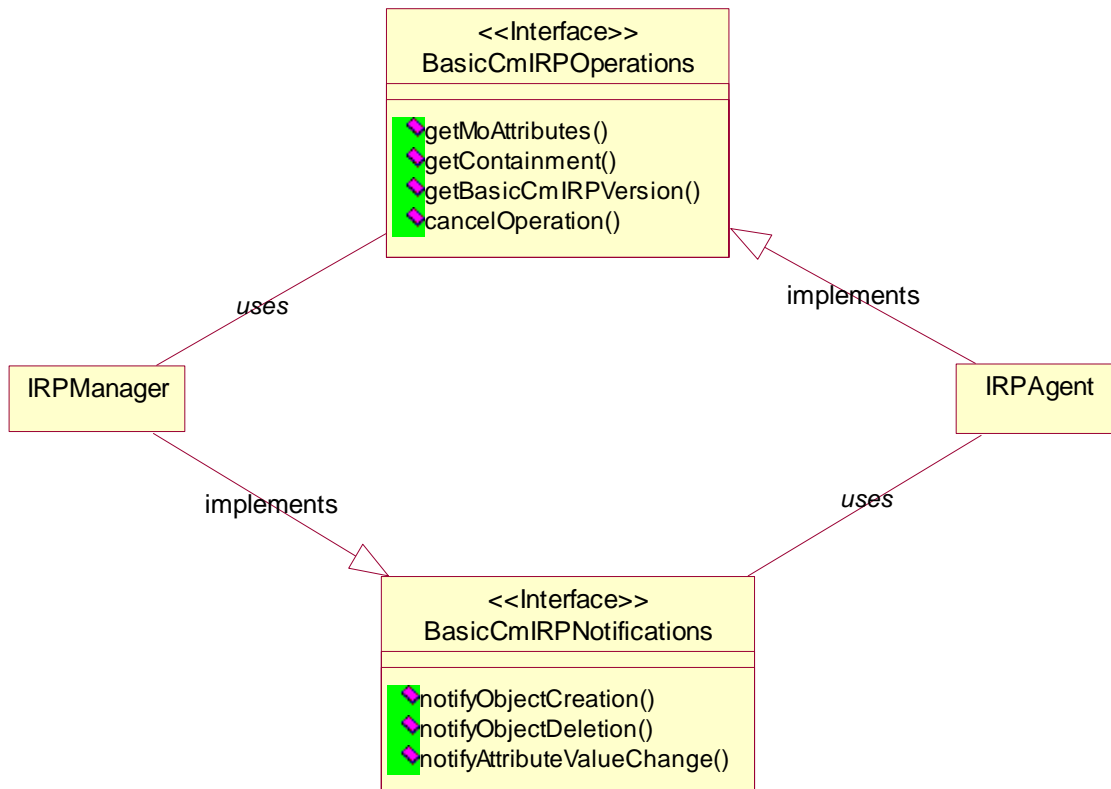 <<Interface>>
BasicCmIRPOperations
getMoAttributes()
getContainment()
getBasicCmIRPVersion()
cancelOperation()
uses
implements
IRPManager
IRPAgent
implements
uses
<<Interface>>
BasicCmIRPNotifications
notifyObjectCreation()
notifyObjectDeletion()
notifyAttributeValueChange()